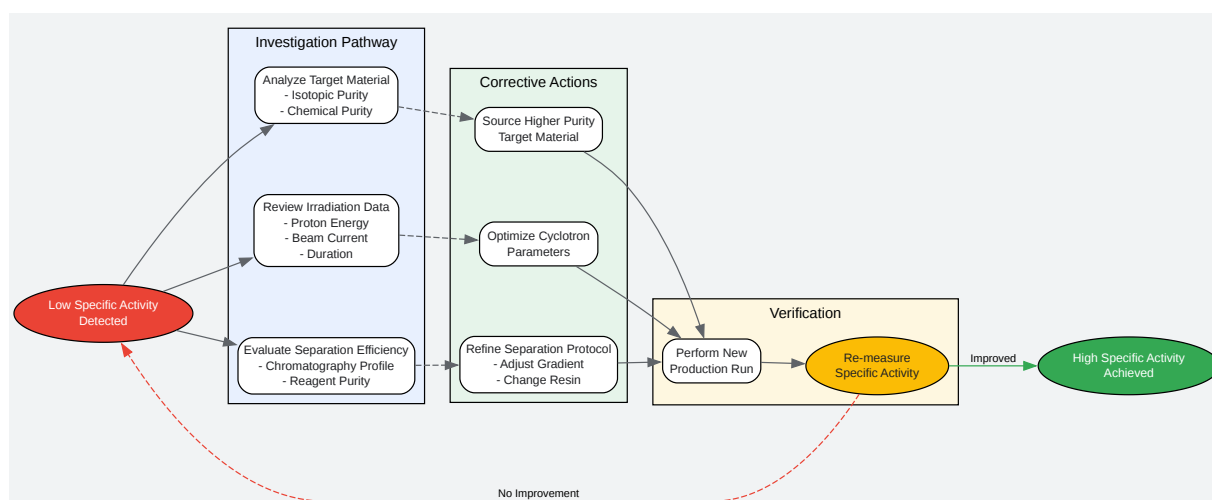 Low Specific Activity
Detected
Investigation Pathway
Analyze Target Material
- Isotopic Purity
- Chemical Purity
Review Irradiation Data
- Proton Energy
- Beam Current
- Duration
Evaluate Separation Efficiency
- Chromatography Profile
- Reagent Purity
Corrective Actions
Source Higher Purity
Target Material
Optimize Cyclotron
Parameters
Refine Separation Protocol
- Adjust Gradient
- Change Resin
Verification
Perform New
Production Run
Re-measure
Specific Activity
Improved
High Specific Activity
Achieved
No Improvement